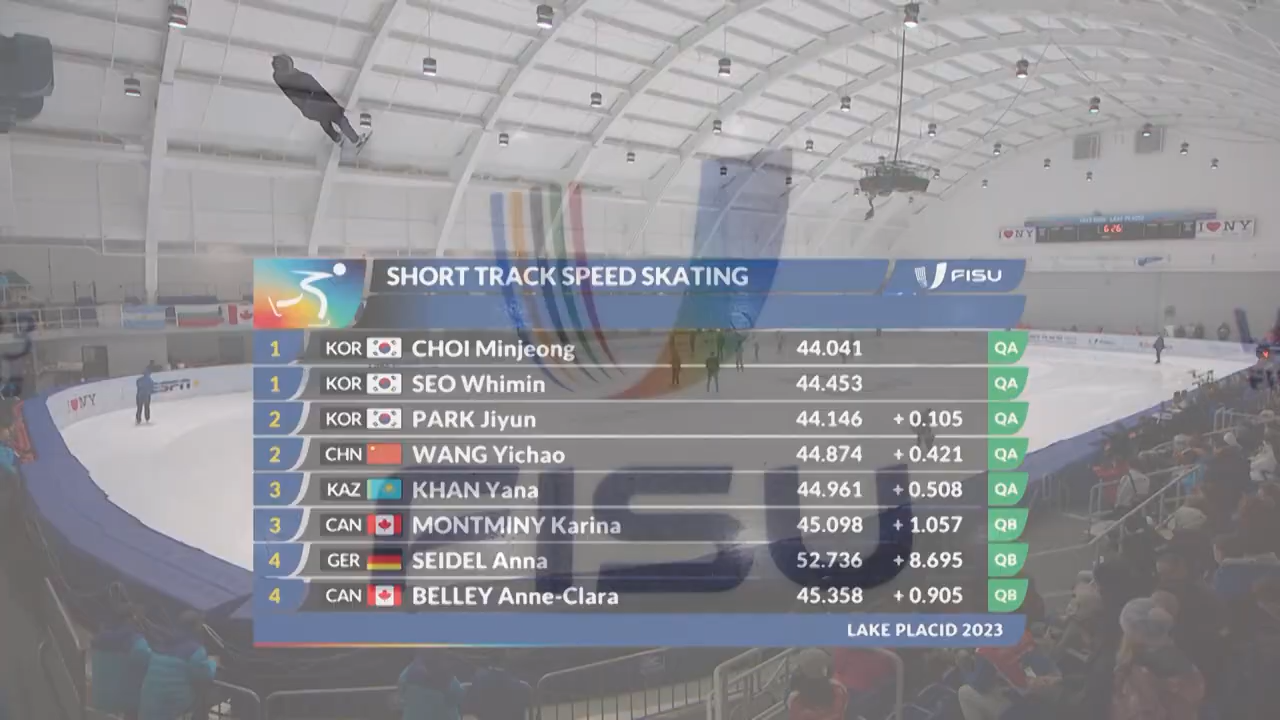 I ❤ NY
6:26
I ❤ NY
SHORT TRACK SPEED SKATING
FISU
1 KOR CHOI Minjeong 44.041 QA
1 KOR SEO Whimin 44.453 QA
2 KOR PARK Jiyun 44.146 + 0.105 QA
2 CHN WANG Yichao 44.874 + 0.421 QA
3 KAZ KHAN Yana 44.961 + 0.508 QA
3 CAN MONTMINY Karina 45.098 + 1.057 QB
4 GER SEIDEL Anna 52.736 + 8.695 QB
4 CAN BELLEY Anne-Clara 45.358 + 0.905 QB
LAKE PLACID 2023
I ❤ NY
ESPN
FISU